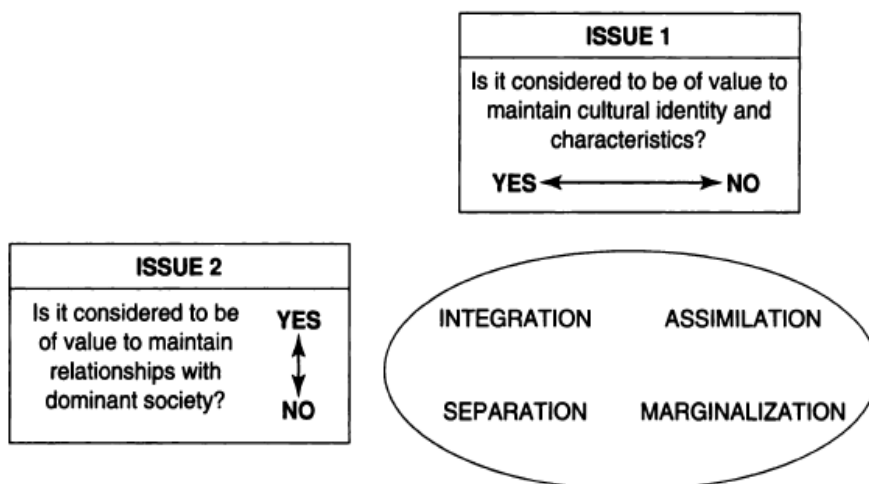 ISSUE 1
Is it considered to be of value to
maintain cultural identity and
characteristics?
YES NO
ISSUE 2
Is it considered to be
of value to maintain
relationships with
dominant society?
YES
NO
INTEGRATION ASSIMILATION
SEPARATION MARGINALIZATION